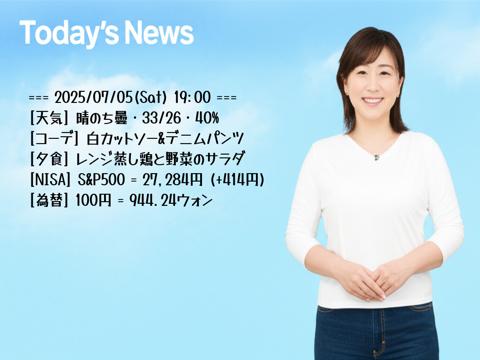 Today's News
=== 2025/07/05(Sat) 19:00 ===
[天気] 晴のち曇・33/26・40%
[コーデ] 白カットソー&デニムパンツ
[夕食] レンジ蒸し鶏と野菜のサラダ
[NISA] S&P500 = 27,284円 (+414円)
[為替] 100円 = 944.24ウォン